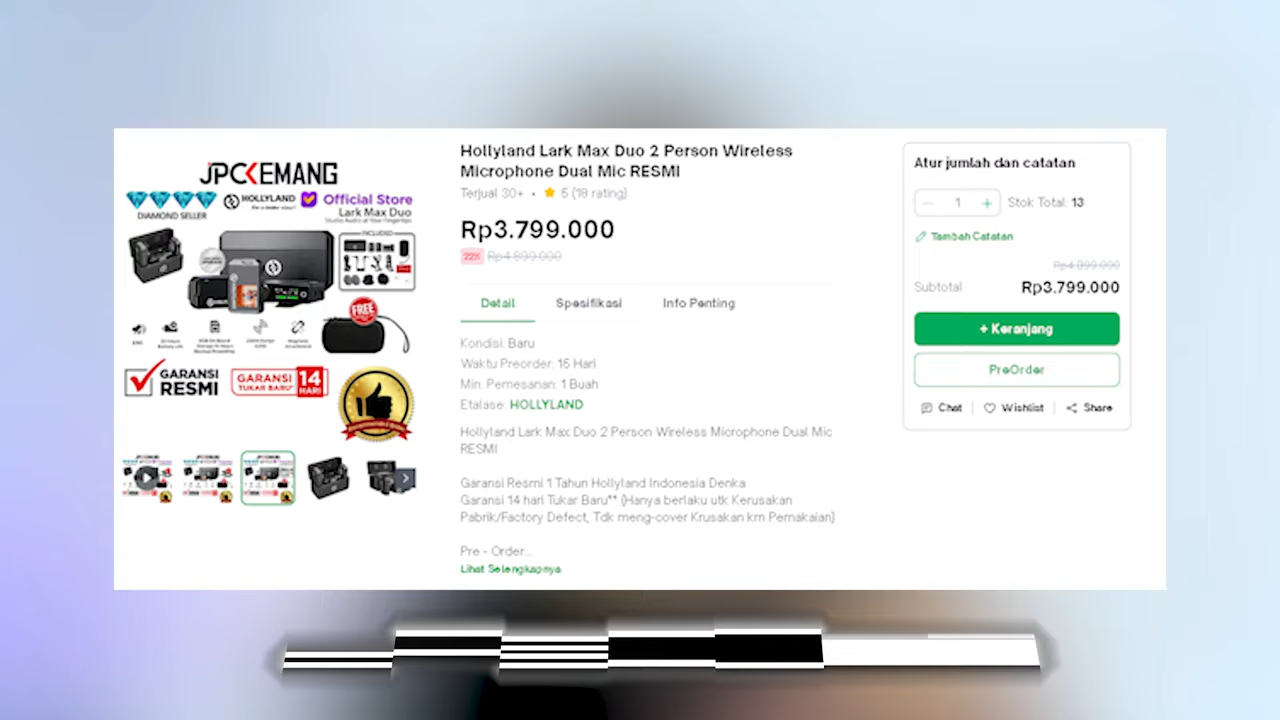 JPCKEMANG
DIAMOND SELLER
HOLLYLAND
Official Store
Lark Max Duo
Studio Audio at Your Fingertips
INCLUDED
FREE
GARANSI RESMI
GARANSI TUKAR BARU* 14 HARI
Hollyland Lark Max Duo 2 Person Wireless
Microphone Dual Mic RESMI
Terjual 30+ • 5 (18 rating)
Rp3.799.000
22% Rp4.899.000
Detail Spesifikasi Info Penting
Kondisi: Baru
Waktu Preorder: 15 Hari
Min. Pemesanan: 1 Buah
Etalase: HOLLYLAND
Hollyland Lark Max Duo 2 Person Wireless Microphone Dual Mic
RESMI
Garansi Resmi 1 Tahun Hollyland Indonesia Denka
Garansi 14 hari Tukar Baru** (Hanya berlaku utk Kerusakan
Pabrik/Factory Defect, Tdk meng-cover Krusakan krn Pemakaian)
Pre - Order...
Lihat Selengkapnya
Atur jumlah dan catatan
1 Stok Total: 13
Tambah Catatan
Rp4.899.000
Subtotal Rp3.799.000
+ Keranjang
PreOrder
Chat Wishlist Share